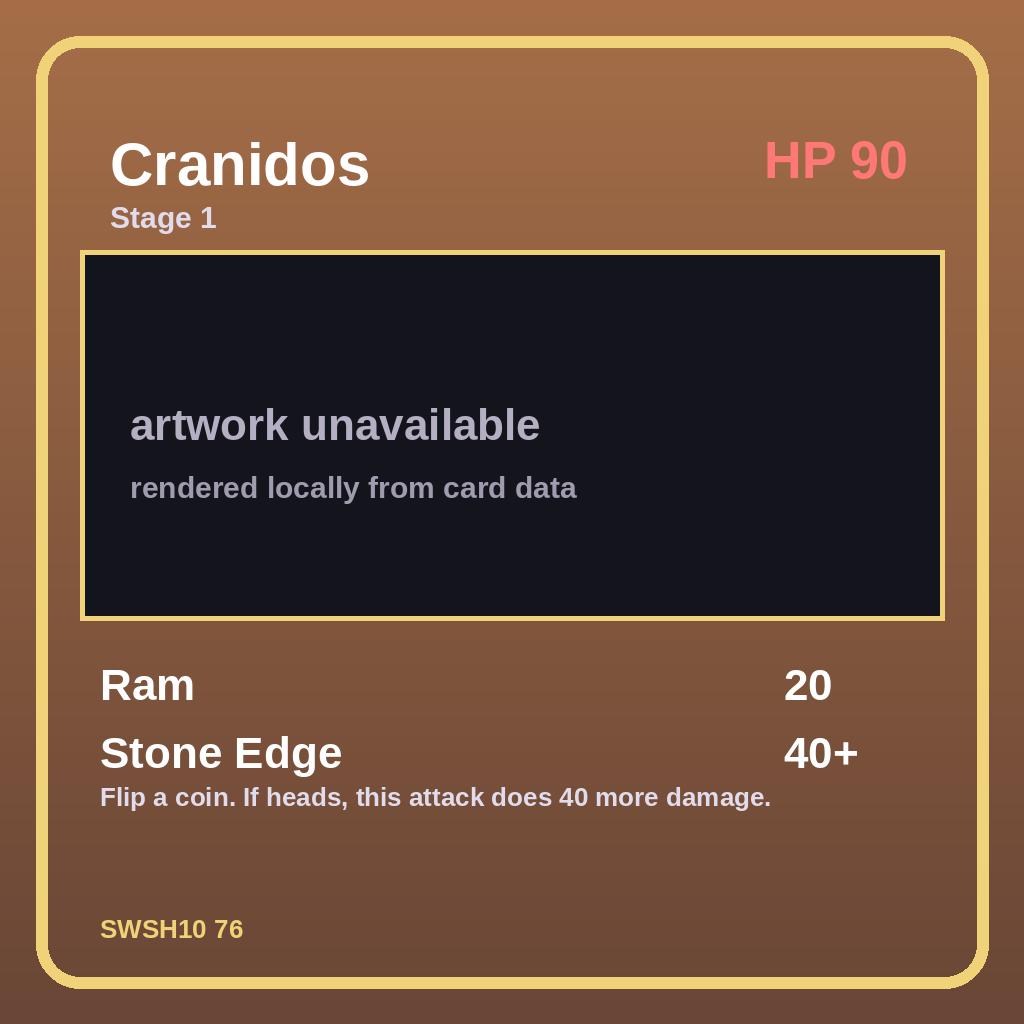 Cranidos
HP 90
Stage 1
artwork unavailable
rendered locally from card data
Ram 20
Stone Edge 40+
Flip a coin. If heads, this attack does 40 more damage.
SWSH10 76